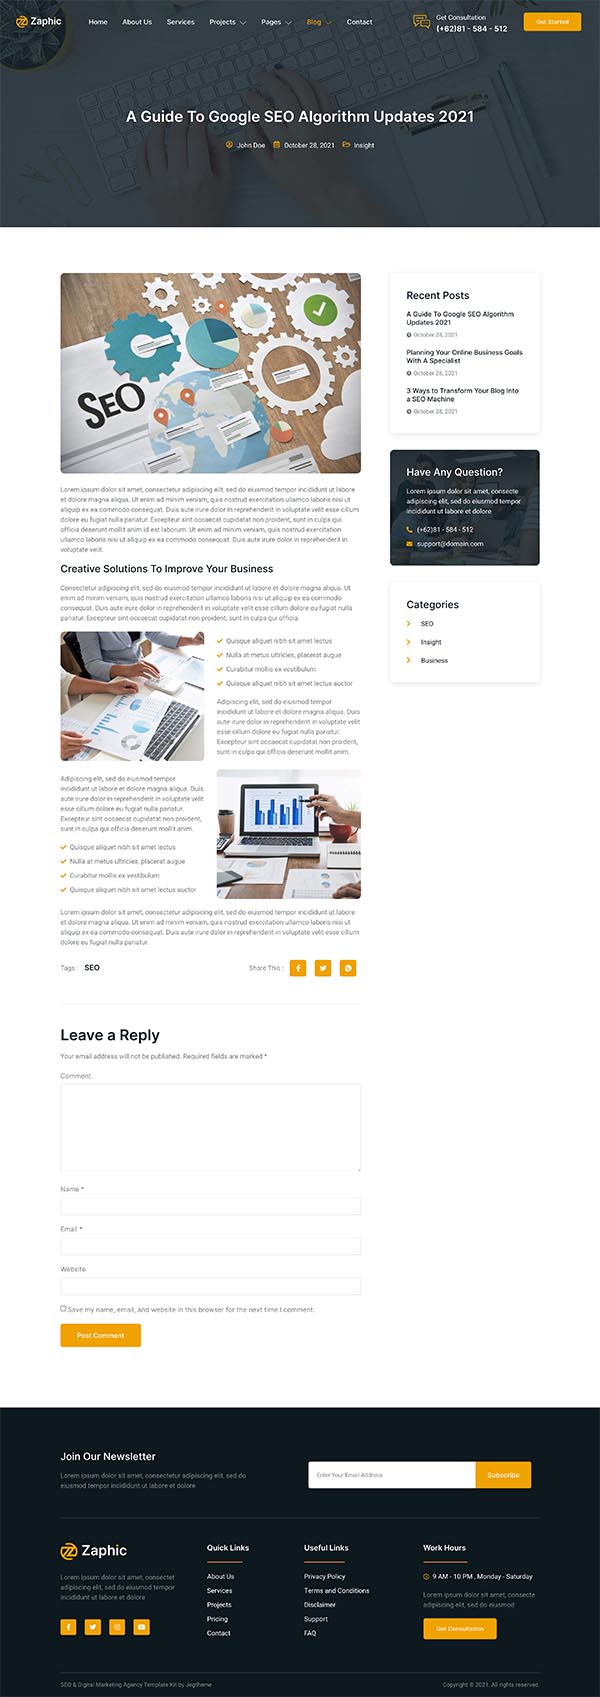 Zaphic
Home
About Us
Services
Projects
Pages
Blog
Contact
Get Consultation
(+62)81 - 584 - 512
Get Started
A Guide To Google SEO Algorithm Updates 2021
John Doe
October 28, 2021
Insight
SEO
Lorem ipsum dolor sit amet, consectetur adipiscing elit, sed do eiusmod tempor incididunt ut labore
et dolore magna aliqua. Ut enim ad minim veniam, quis nostrud exercitation ullamco laboris nisi ut
aliquip ex ea commodo consequat. Duis aute irure dolor in reprehenderit in voluptate velit esse cillum
dolore eu fugiat nulla pariatur. Excepteur sint occaecat cupidatat non proident, sunt in culpa qui
officia deserunt mollit anim id est laborum. Ut enim ad minim veniam, quis nostrud exercitation
ullamco laboris nisi ut aliquip ex ea commodo consequat. Duis aute irure dolor in reprehenderit in
voluptate velit.
Creative Solutions To Improve Your Business
Consectetur adipiscing elit, sed do eiusmod tempor incididunt ut labore et dolore magna aliqua. Ut
enim ad minim veniam, quis nostrud exercitation ullamco laboris nisi ut aliquip ex ea commodo
consequat. Duis aute irure dolor in reprehenderit in voluptate velit esse cillum dolore eu fugiat nulla
pariatur. Excepteur sint occaecat cupidatat non proident, sunt in culpa qui officia.
Quisque aliquet nibh sit amet lectus
Nulla at metus ultricies, placerat augue
Curabitur mollis ex vestibulum
Quisque aliquet nibh sit amet lectus auctor
Adipiscing elit, sed do eiusmod tempor
incididunt ut labore et dolore magna aliqua. Duis
aute irure dolor in reprehenderit in voluptate velit
esse cillum dolore eu fugiat nulla pariatur.
Excepteur sint occaecat cupidatat non proident,
sunt in culpa qui officia deserunt mollit anim.
Adipiscing elit, sed do eiusmod tempor
incididunt ut labore et dolore magna aliqua. Duis
aute irure dolor in reprehenderit in voluptate velit
esse cillum dolore eu fugiat nulla pariatur.
Excepteur sint occaecat cupidatat non proident,
sunt in culpa qui officia deserunt mollit anim.
Quisque aliquet nibh sit amet lectus
Nulla at metus ultricies, placerat augue
Curabitur mollis ex vestibulum
Quisque aliquet nibh sit amet lectus auctor
Lorem ipsum dolor sit amet, consectetur adipiscing elit, sed do eiusmod tempor incididunt ut labore
et dolore magna aliqua. Ut enim ad minim veniam, quis nostrud exercitation ullamco laboris nisi ut
aliquip ex ea commodo consequat. Duis aute irure dolor in reprehenderit in voluptate velit esse cillum
dolore eu fugiat nulla pariatur.
Tags : SEO
Share This :
Recent Posts
A Guide To Google SEO Algorithm
Updates 2021
October 28, 2021
Planning Your Online Business Goals
With A Specialist
October 28, 2021
3 Ways to Transform Your Blog Into
a SEO Machine
October 28, 2021
Have Any Question?
Lorem ipsum dolor sit amet, consecte
adipiscing elit, sed do eiusmod tempor
incididunt ut labore et dolore
(+62)81 - 584 - 512
support@domain.com
Categories
SEO
Insight
Business
Leave a Reply
Your email address will not be published. Required fields are marked *
Comment
Name *
Email *
Website
Save my name, email, and website in this browser for the next time I comment.
Post Comment
Join Our Newsletter
Lorem ipsum dolor sit amet, consectetur adipiscing elit, sed do
eiusmod tempor incididunt ut labore et dolore
Enter Your Email Address
Subscribe
Zaphic
Lorem ipsum dolor sit amet, consectet
adipiscing elit, sed do eiusmod tempor
incididunt ut labore et dolore
Quick Links
About Us
Services
Projects
Pricing
Contact
Useful Links
Privacy Policy
Terms and Conditions
Disclaimer
Support
FAQ
Work Hours
9 AM - 10 PM , Monday - Saturday
Lorem ipsum dolor sit amet, consecte
adipiscing elit, sed do eiusmod
Get Consultation
SEO & Digital Marketing Agency Template Kit by Jegtheme
Copyright © 2021. All rights reserved.